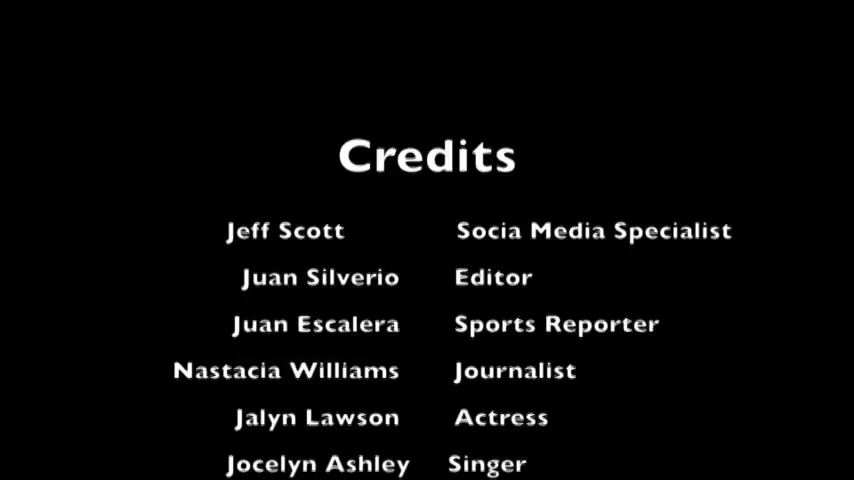 Credits
Jeff Scott Socia Media Specialist
Juan Silverio Editor
Juan Escalera Sports Reporter
Nastacia Williams Journalist
Jalyn Lawson Actress
Jocelyn Ashley Singer